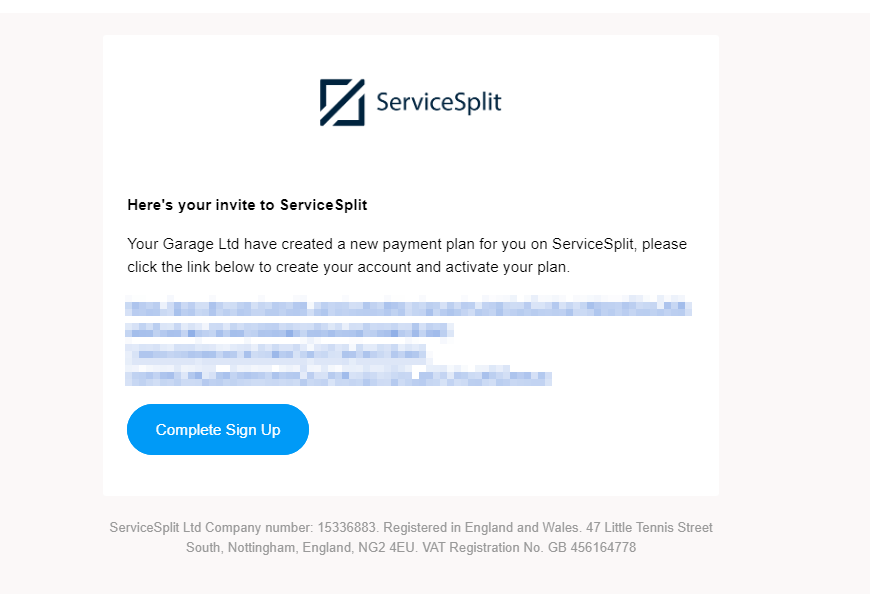 ServiceSplit
Here's your invite to ServiceSplit
Your Garage Ltd have created a new payment plan for you on ServiceSplit, please
click the link below to create your account and activate your plan.
Complete Sign Up
ServiceSplit Ltd Company number: 15336883. Registered in England and Wales. 47 Little Tennis Street
South, Nottingham, England, NG2 4EU. VAT Registration No. GB 456164778